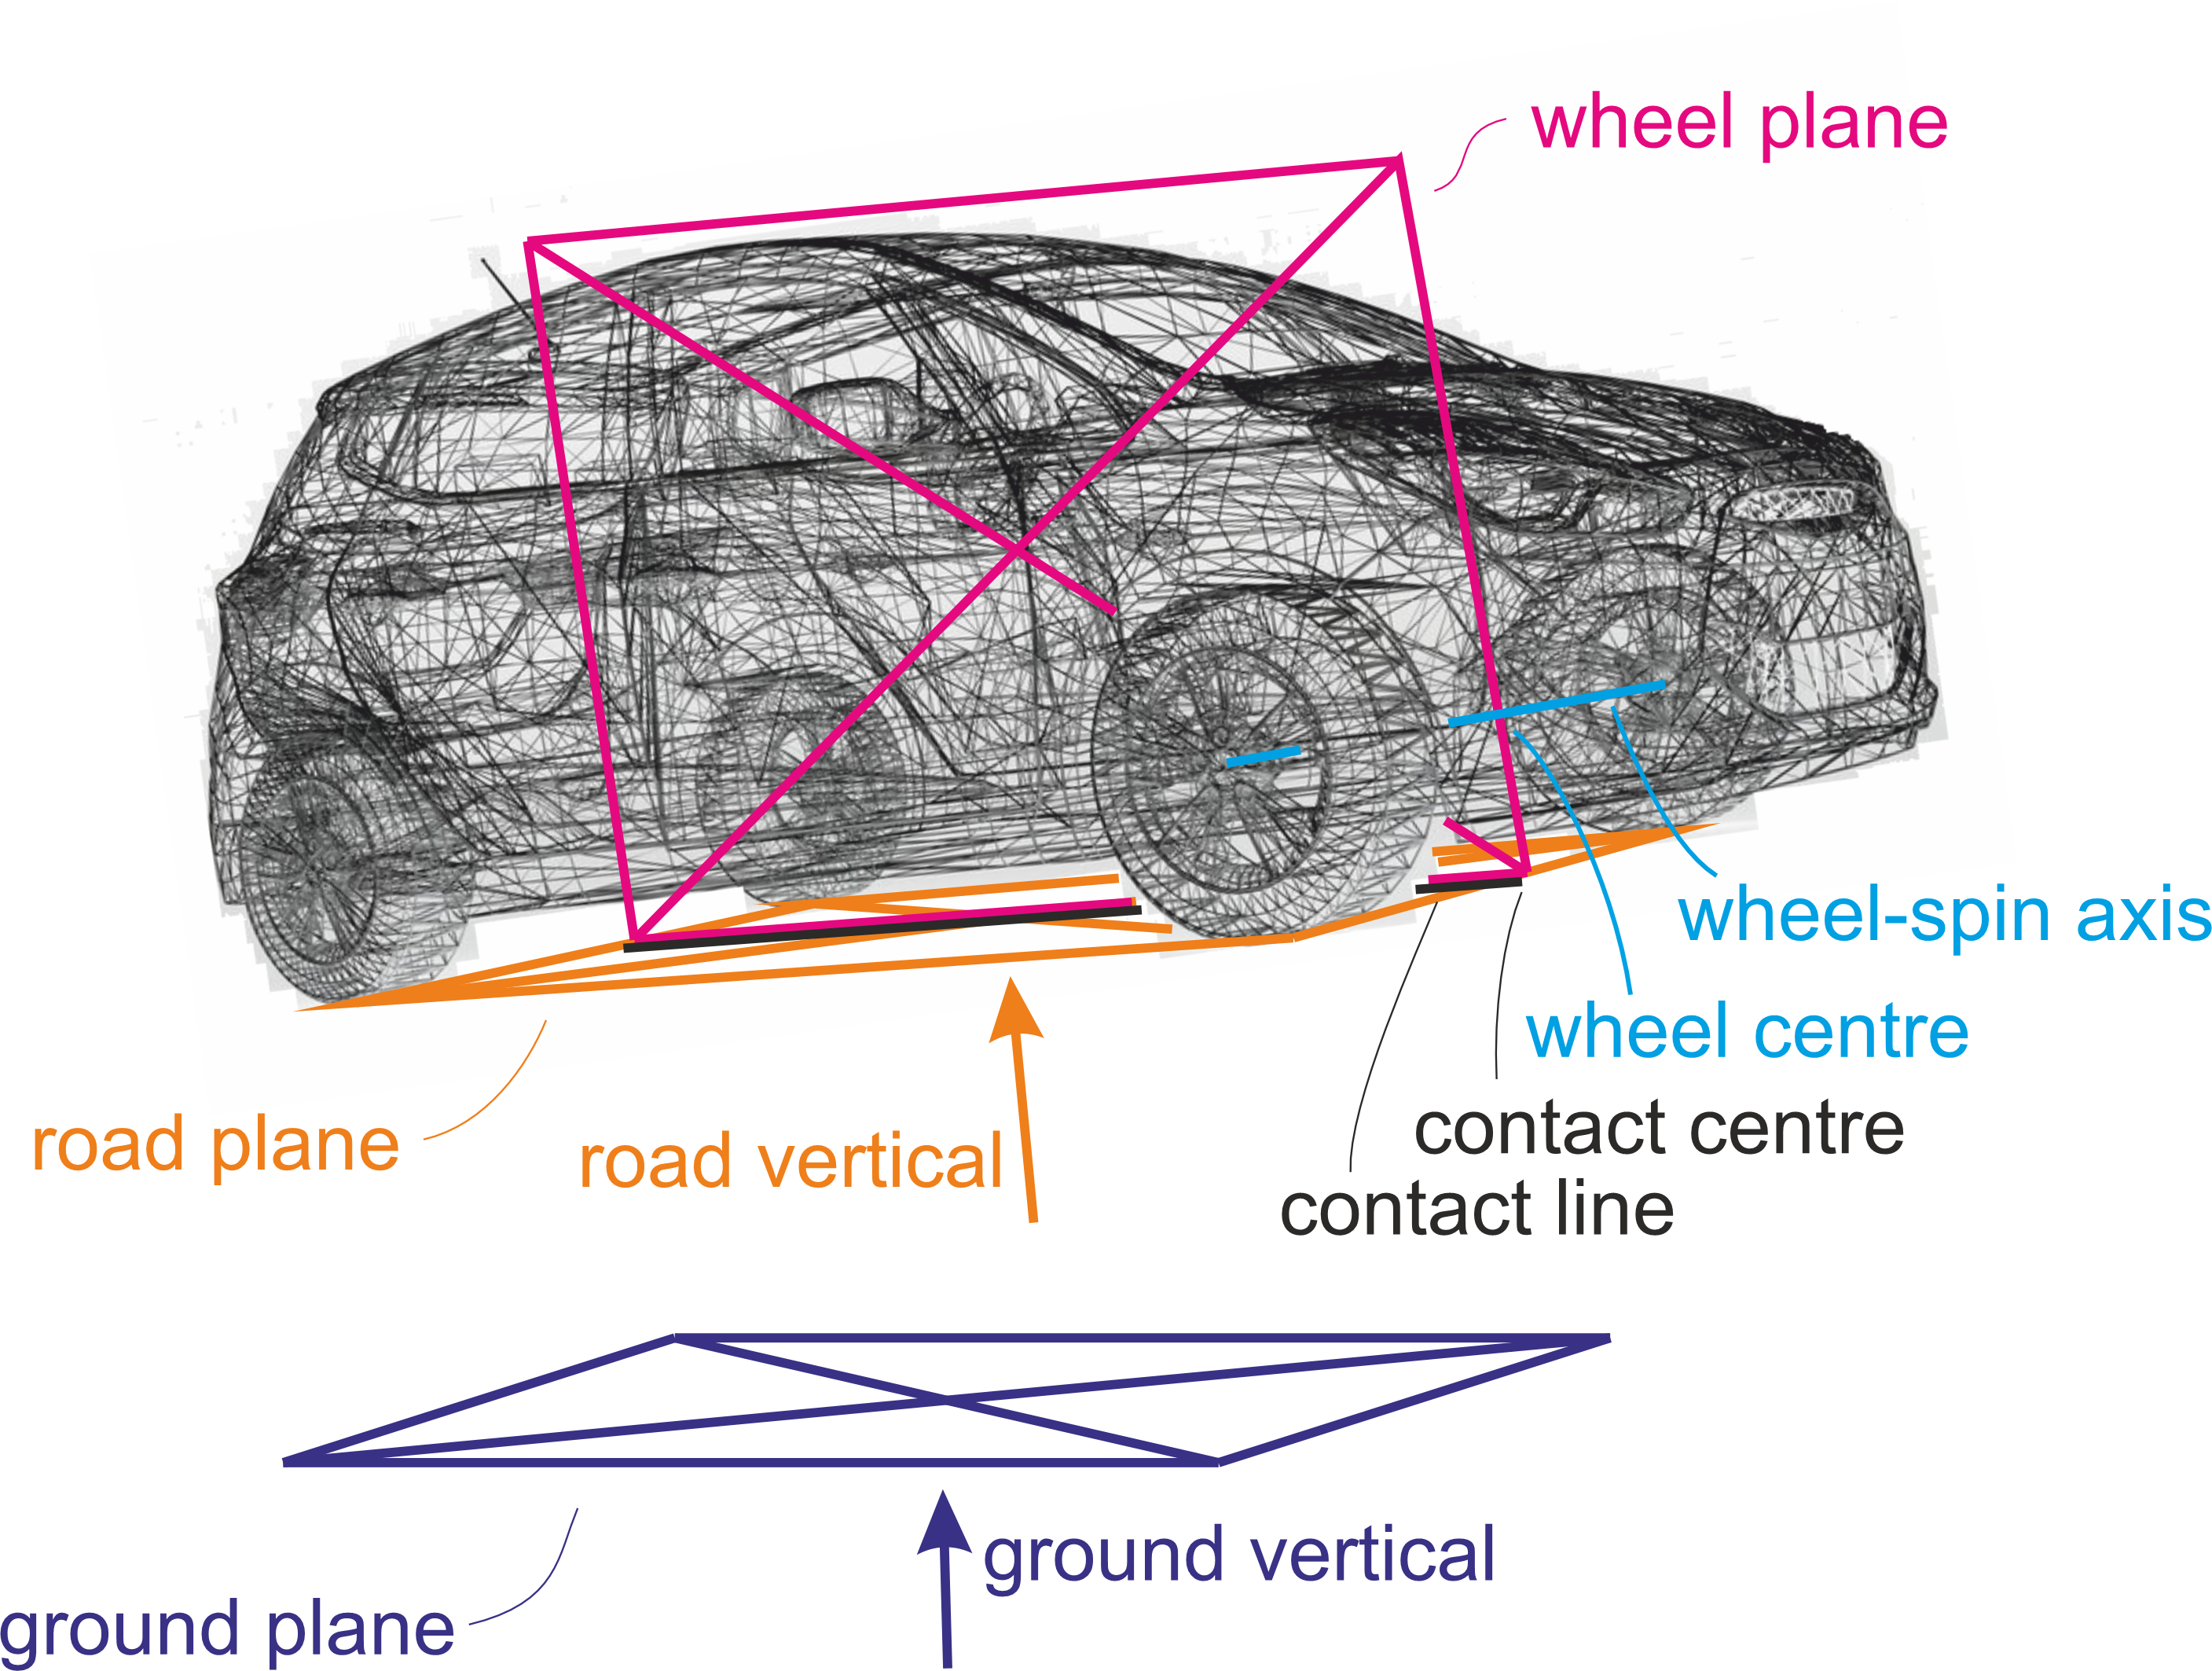 wheel plane
wheel-spin axis
wheel centre
contact centre
contact line
road plane
road vertical
ground vertical
ground plane